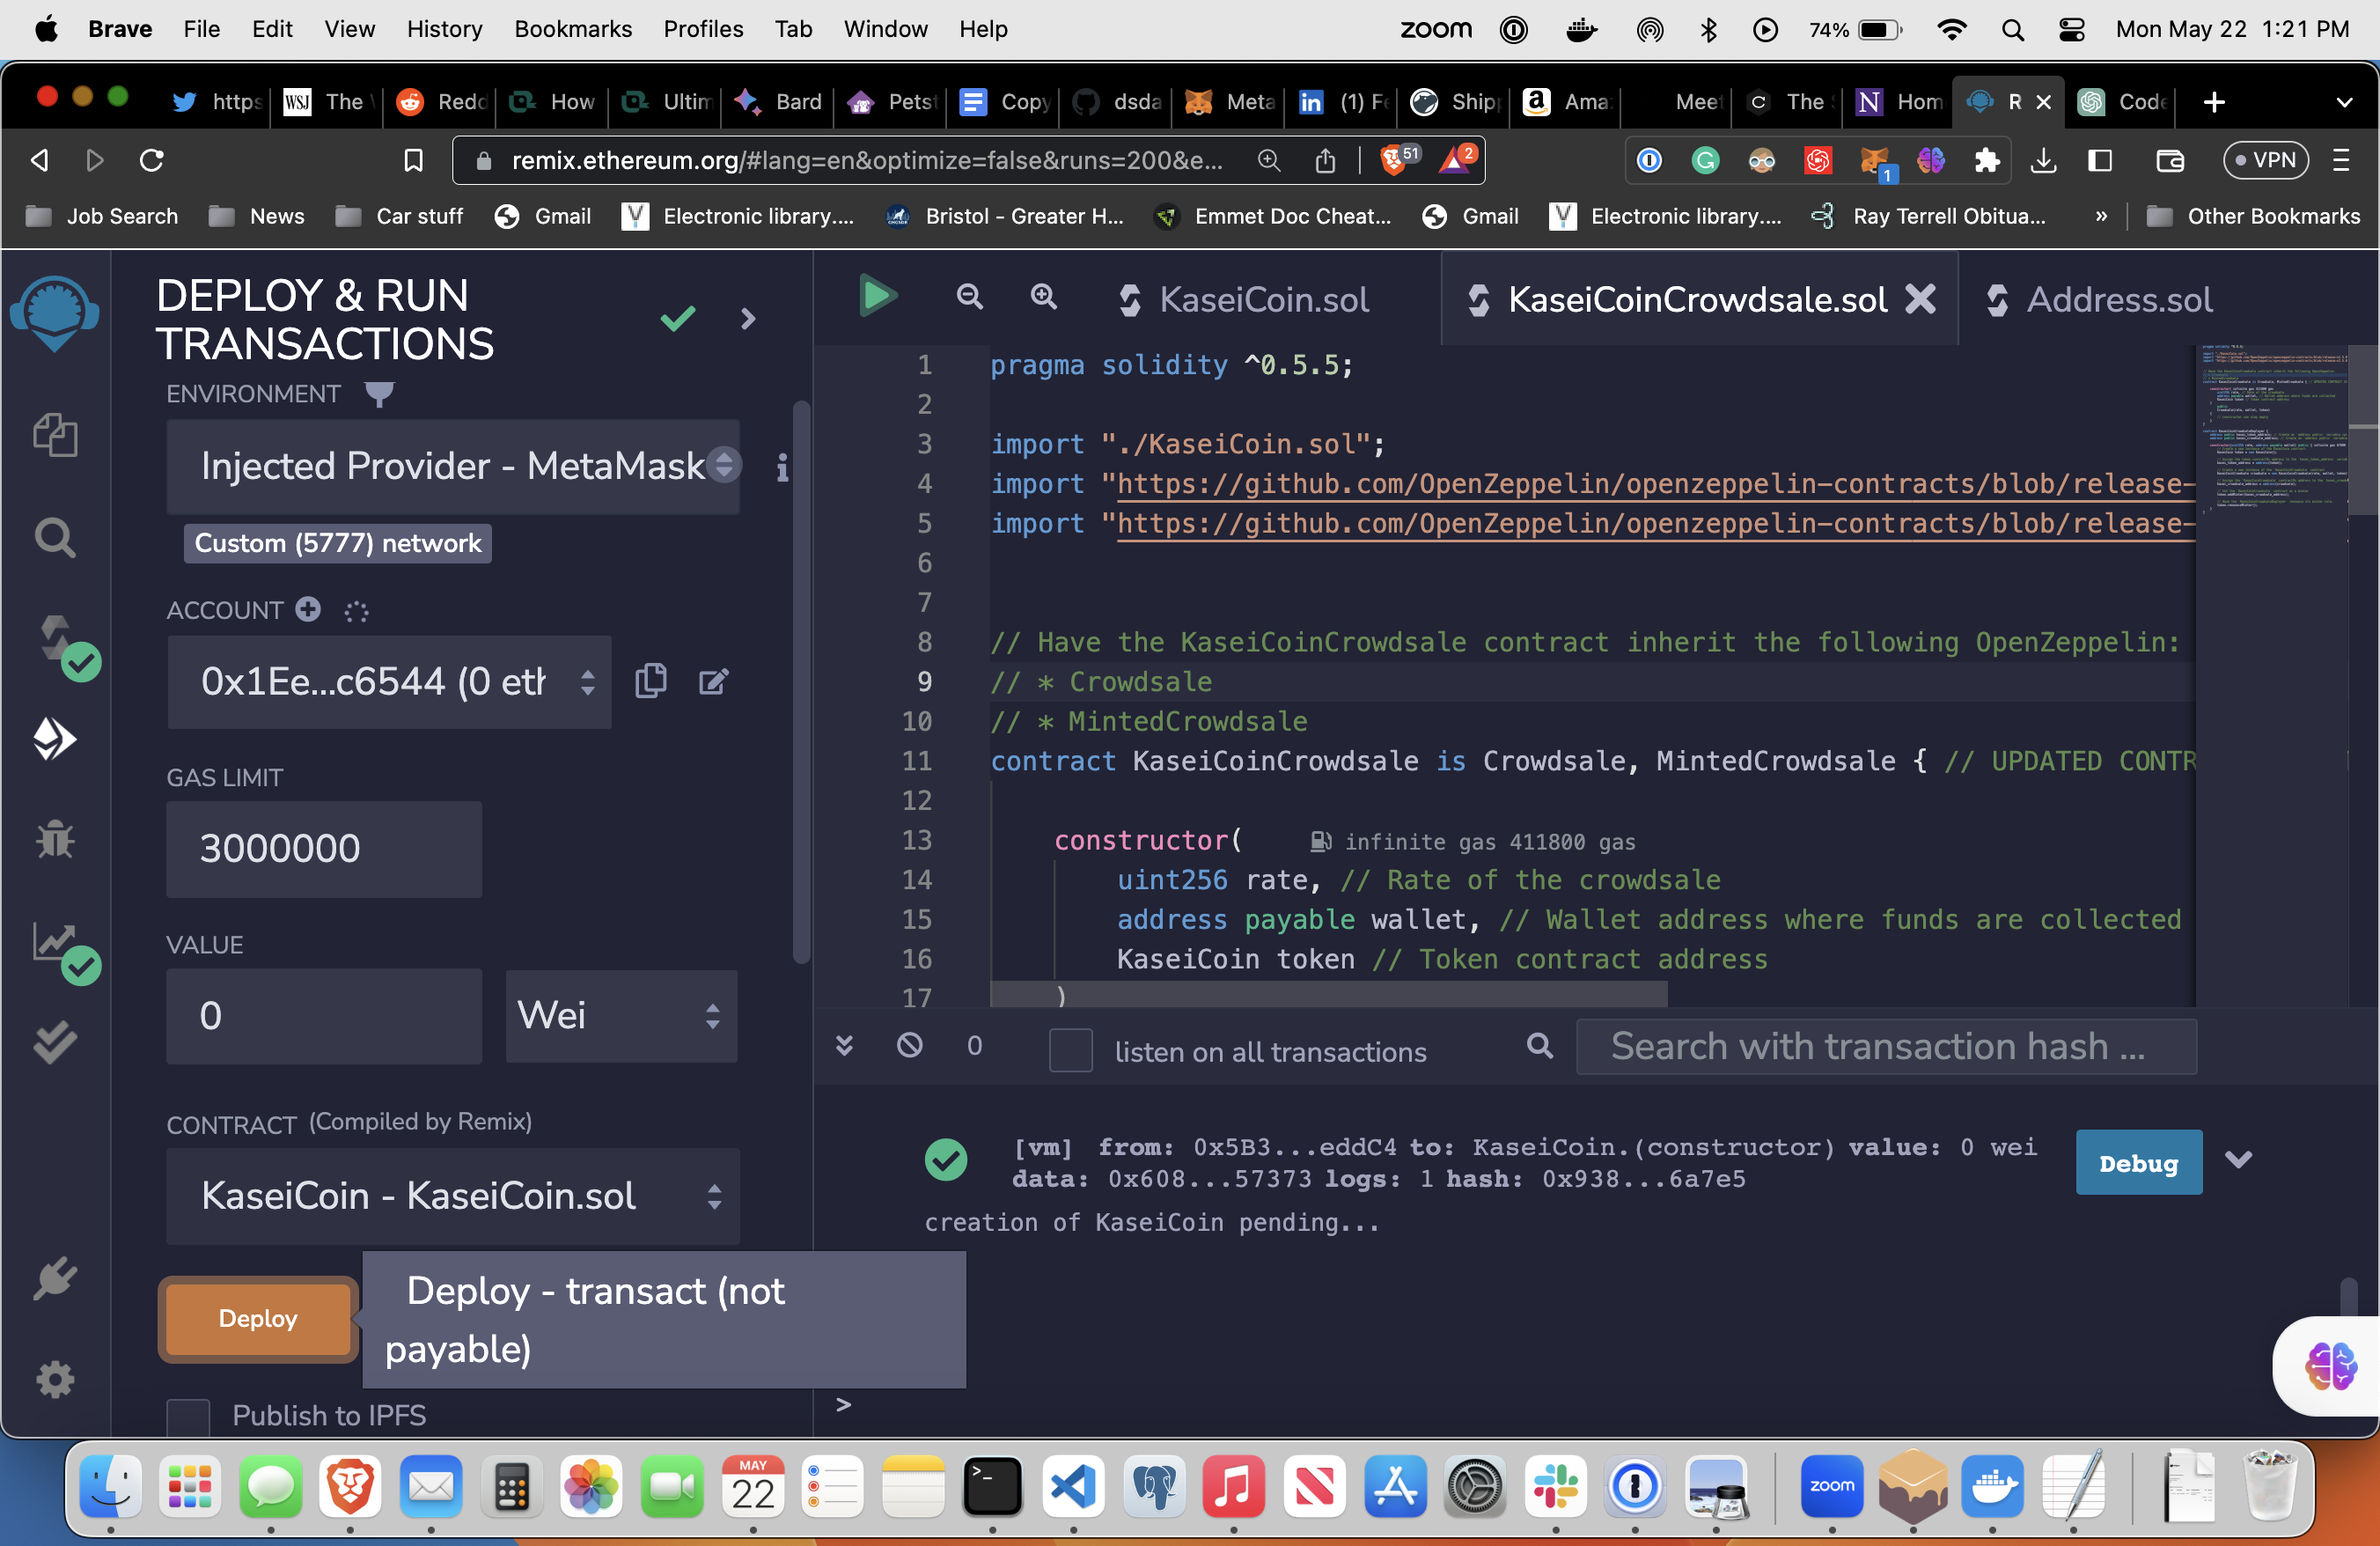 Brave File Edit View History Bookmarks Profiles Tab Window Help zoom 74% Mon May 22 1:21 PM
https WSJ The Redd How Ultim Bard Pets Copy dsda Meta (1) Fe Ship Ama Meet The Hom R Code
remix.ethereum.org/#lang=en&optimize=false&runs=200&e... 51 2 1 VPN
Job Search News Car stuff Gmail Electronic library.... Bristol - Greater H... Emmet Doc Cheat... Gmail Electronic library.... Ray Terrell Obitua... » Other Bookmarks
DEPLOY & RUN
TRANSACTIONS
ENVIRONMENT
Injected Provider - MetaMask
Custom (5777) network
ACCOUNT
0x1Ee...c6544 (0 eth
GAS LIMIT
3000000
VALUE
0 Wei
CONTRACT (Compiled by Remix)
KaseiCoin - KaseiCoin.sol
Deploy
Deploy - transact (not
payable)
Publish to IPFS
KaseiCoin.sol KaseiCoinCrowdsale.sol Address.sol
1 pragma solidity ^0.5.5;
2
3 import "./KaseiCoin.sol";
4 import "https://github.com/OpenZeppelin/openzeppelin-contracts/blob/release-
5 import "https://github.com/OpenZeppelin/openzeppelin-contracts/blob/release-
6
7
8 // Have the KaseiCoinCrowdsale contract inherit the following OpenZeppelin:
9 // * Crowdsale
10 // * MintedCrowdsale
11 contract KaseiCoinCrowdsale is Crowdsale, MintedCrowdsale { // UPDATED CONTR
12
13 constructor( infinite gas 411800 gas
14 uint256 rate, // Rate of the crowdsale
15 address payable wallet, // Wallet address where funds are collected
16 KaseiCoin token // Token contract address
17 )
0 listen on all transactions Search with transaction hash ...
[vm] from: 0x5B3...eddC4 to: KaseiCoin.(constructor) value: 0 wei
data: 0x608...57373 logs: 1 hash: 0x938...6a7e5
Debug
creation of KaseiCoin pending...
>
MAY
22
zoom